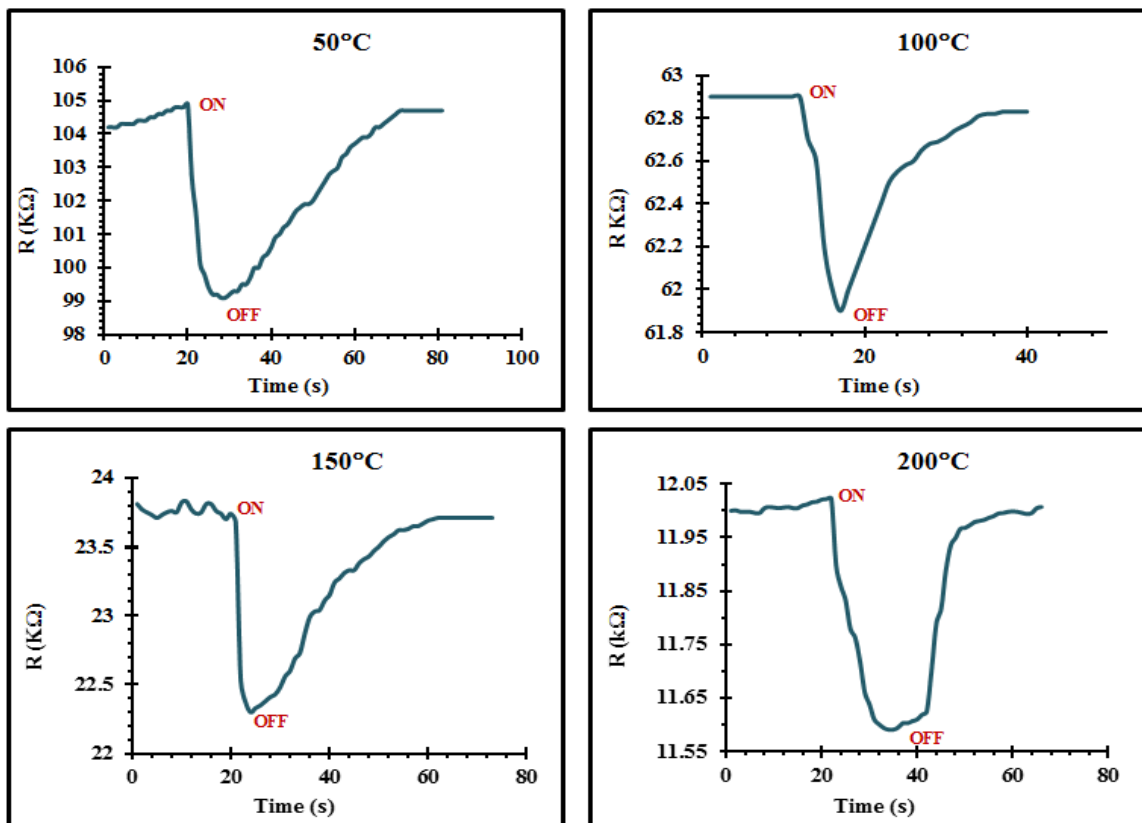 50°C
R (KΩ)
106
105
104
103
102
101
100
99
98
ON
OFF
0 20 40 60 80 100
Time (s)
100°C
R KΩ)
63
62.8
62.6
62.4
62.2
62
61.8
ON
OFF
0 20 40
Time (s)
150°C
R (KΩ)
24
23.5
23
22.5
22
ON
OFF
0 20 40 60 80
Time (s)
200°C
R (kΩ)
12.05
11.95
11.85
11.75
11.65
11.55
ON
OFF
0 20 40 60 80
Time (s)